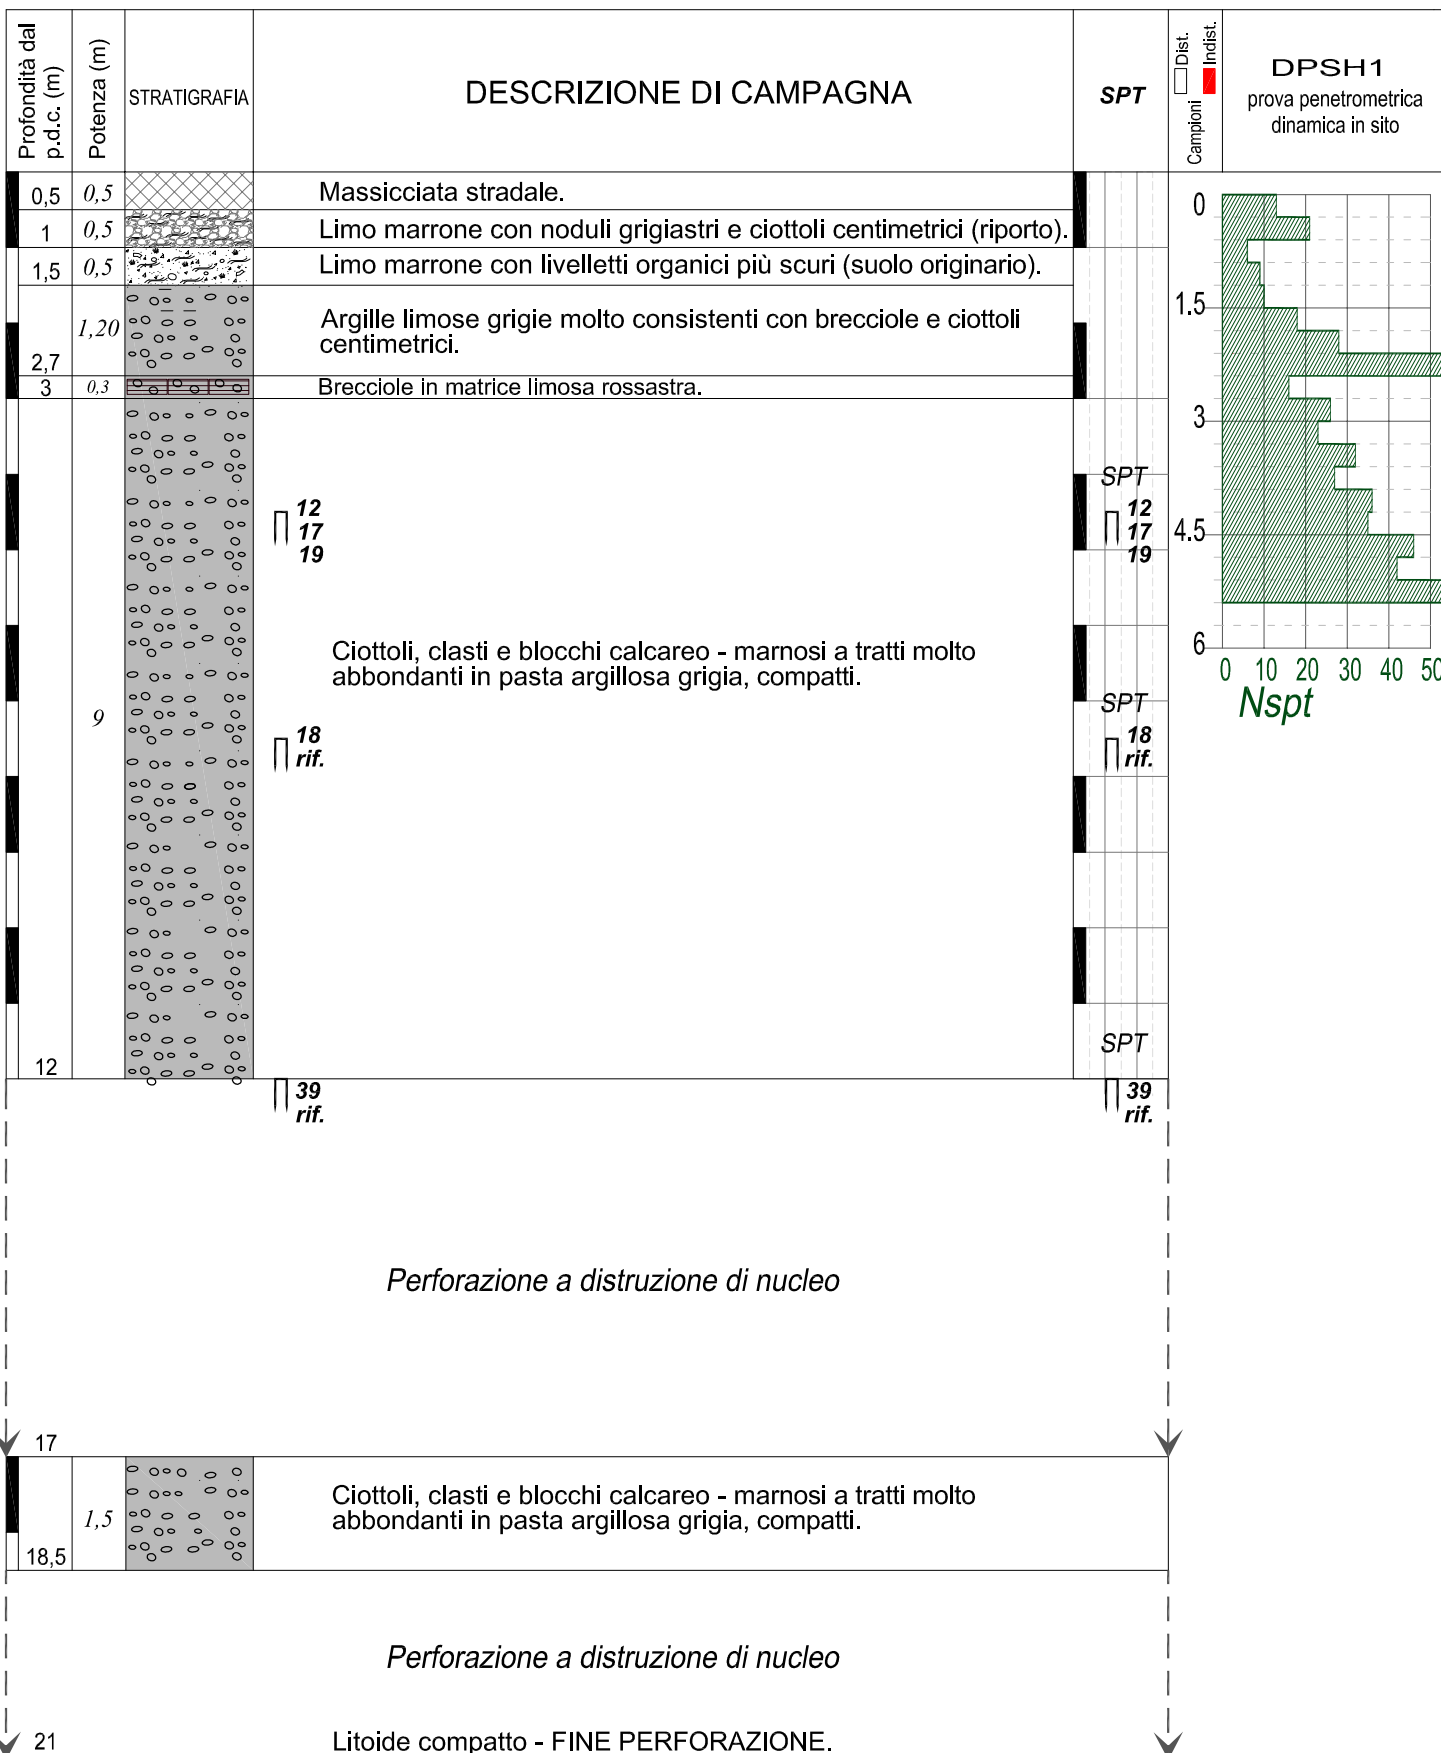 Profondità dal
p.d.c. (m)
Potenza (m)
STRATIGRAFIA
DESCRIZIONE DI CAMPAGNA
SPT
Campioni
Dist.
Indist.
DPSH1
prova penetrometrica
dinamica in sito
0,5
0,5
Massicciata stradale.
1
0,5
Limo marrone con noduli grigiastri e ciottoli centimetrici (riporto).
1,5
0,5
Limo marrone con livelletti organici più scuri (suolo originario).
2,7
1,20
Argille limose grigie molto consistenti con brecciole e ciottoli
centimetrici.
3
0,3
Brecciole in matrice limosa rossastra.
12
17
19
SPT
12
17
19
9
Ciottoli, clasti e blocchi calcareo - marnosi a tratti molto
abbondanti in pasta argillosa grigia, compatti.
18
rif.
SPT
18
rif.
12
SPT
39
rif.
39
rif.
0
1.5
3
4.5
6
0 10 20 30 40 50
Nspt
Perforazione a distruzione di nucleo
17
1,5
Ciottoli, clasti e blocchi calcareo - marnosi a tratti molto
abbondanti in pasta argillosa grigia, compatti.
18,5
Perforazione a distruzione di nucleo
21
Litoide compatto - FINE PERFORAZIONE.